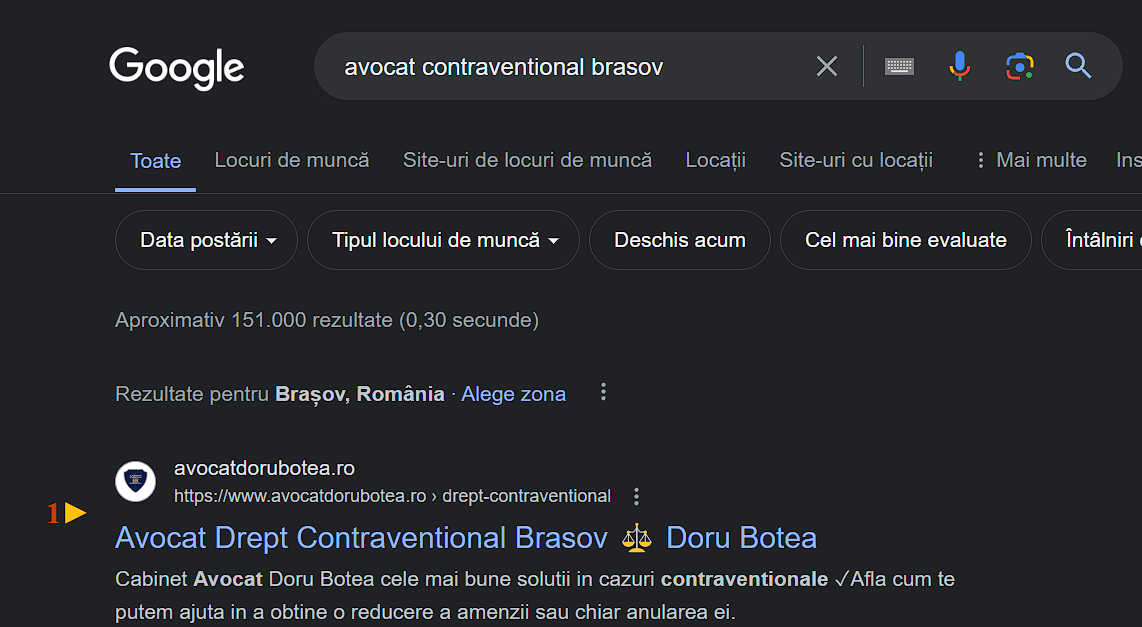 Google
avocat contraventional brasov
Toate Locuri de muncă Site-uri de locuri de muncă Locații Site-uri cu locații Mai multe Ins
Data postării Tipul locului de muncă Deschis acum Cel mai bine evaluate Întâlniri
Aproximativ 151.000 rezultate (0,30 secunde)
Rezultate pentru Brașov, România · Alege zona
avocatdorubotea.ro
https://www.avocatdorubotea.ro › drept-contraventional
1
Avocat Drept Contraventional Brasov ⚖️ Doru Botea
Cabinet Avocat Doru Botea cele mai bune solutii in cazuri contraventionale ✓Afla cum te
putem ajuta in a obtine o reducere a amenzii sau chiar anularea ei.